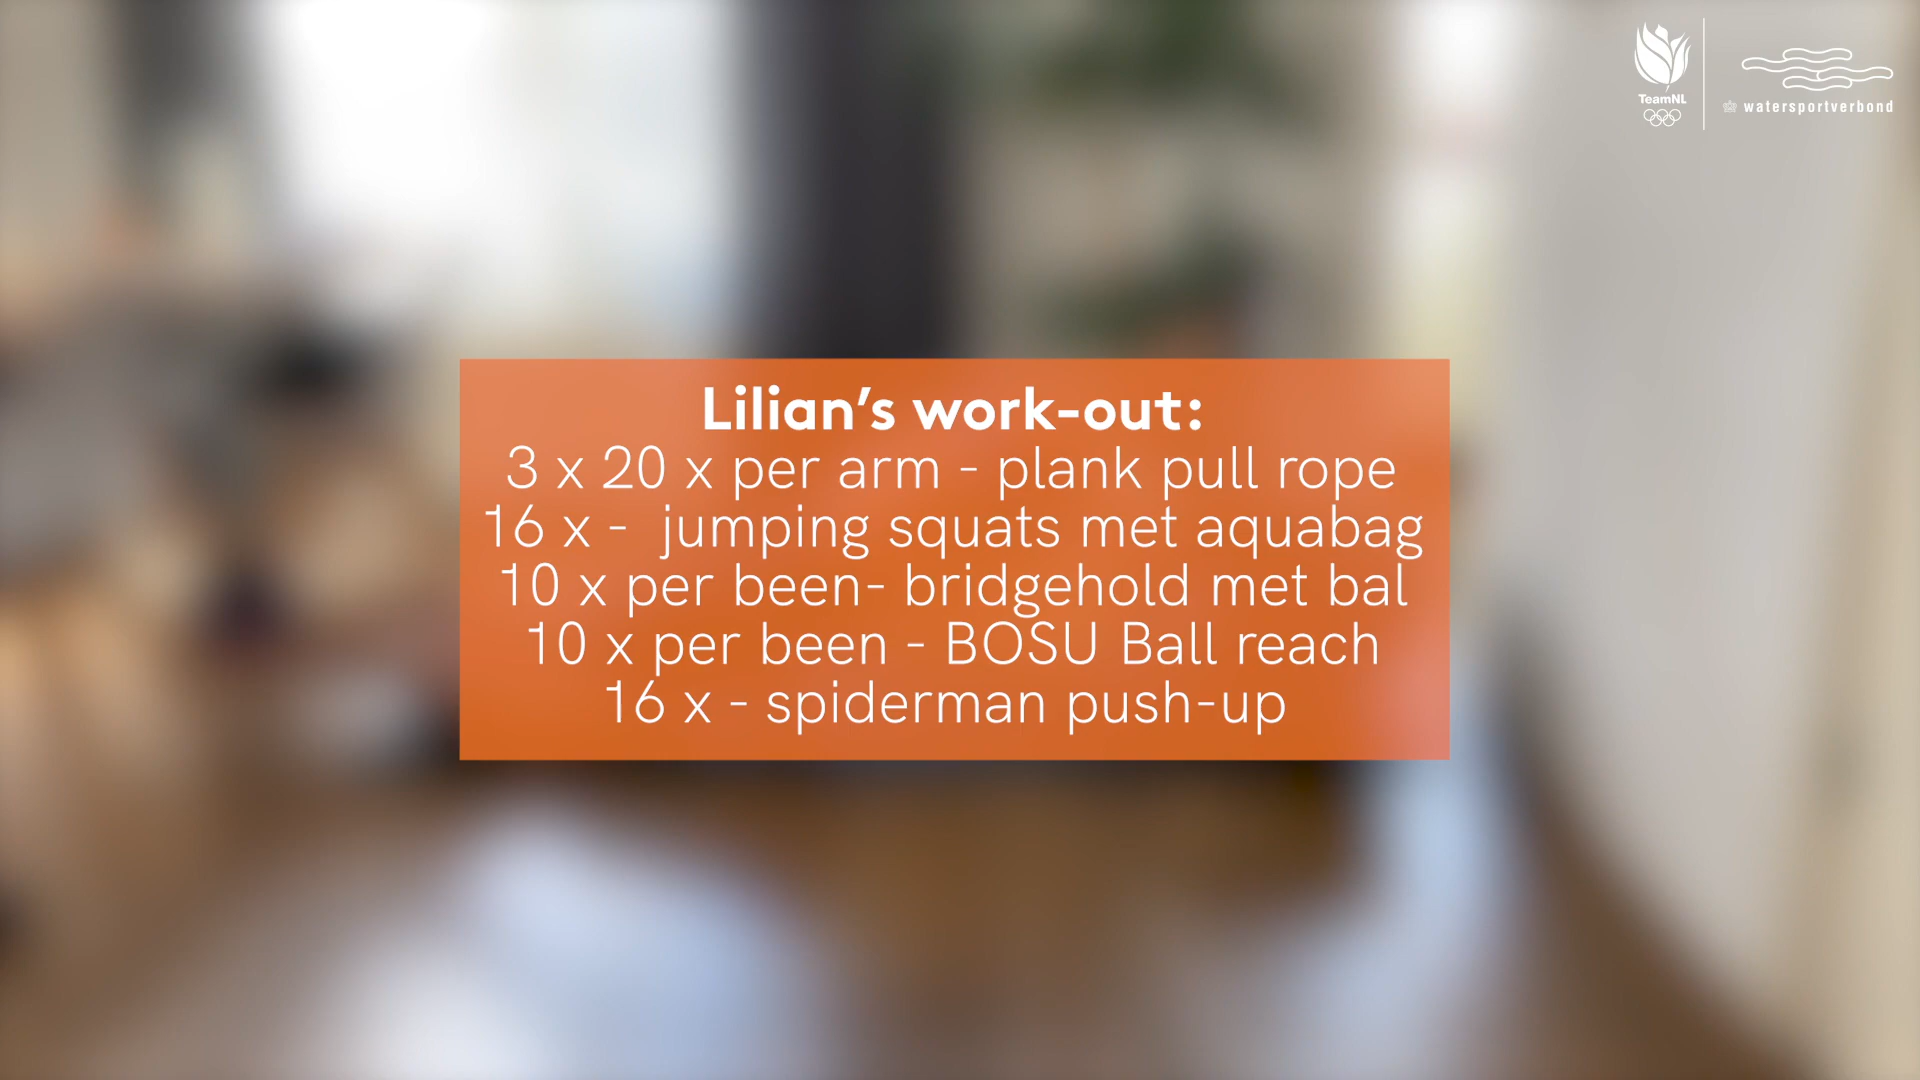 TeamNL
watersportverbond
Lilian's work-out:
3 x 20 x per arm - plank pull rope
16 x - jumping squats met aquabag
10 x per been- bridgehold met bal
10 x per been - BOSU Ball reach
16 x - spiderman push-up